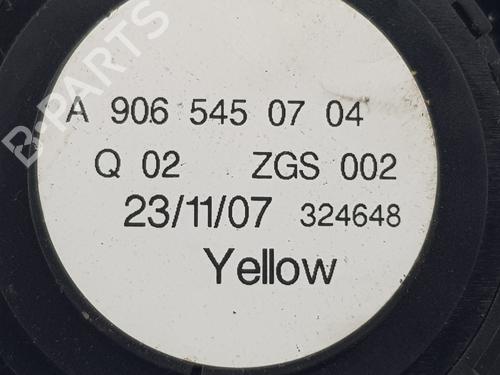 A 906 545 07 04
Q 02 ZGS 002
23/11/07 324648
Yellow
B-PARTS